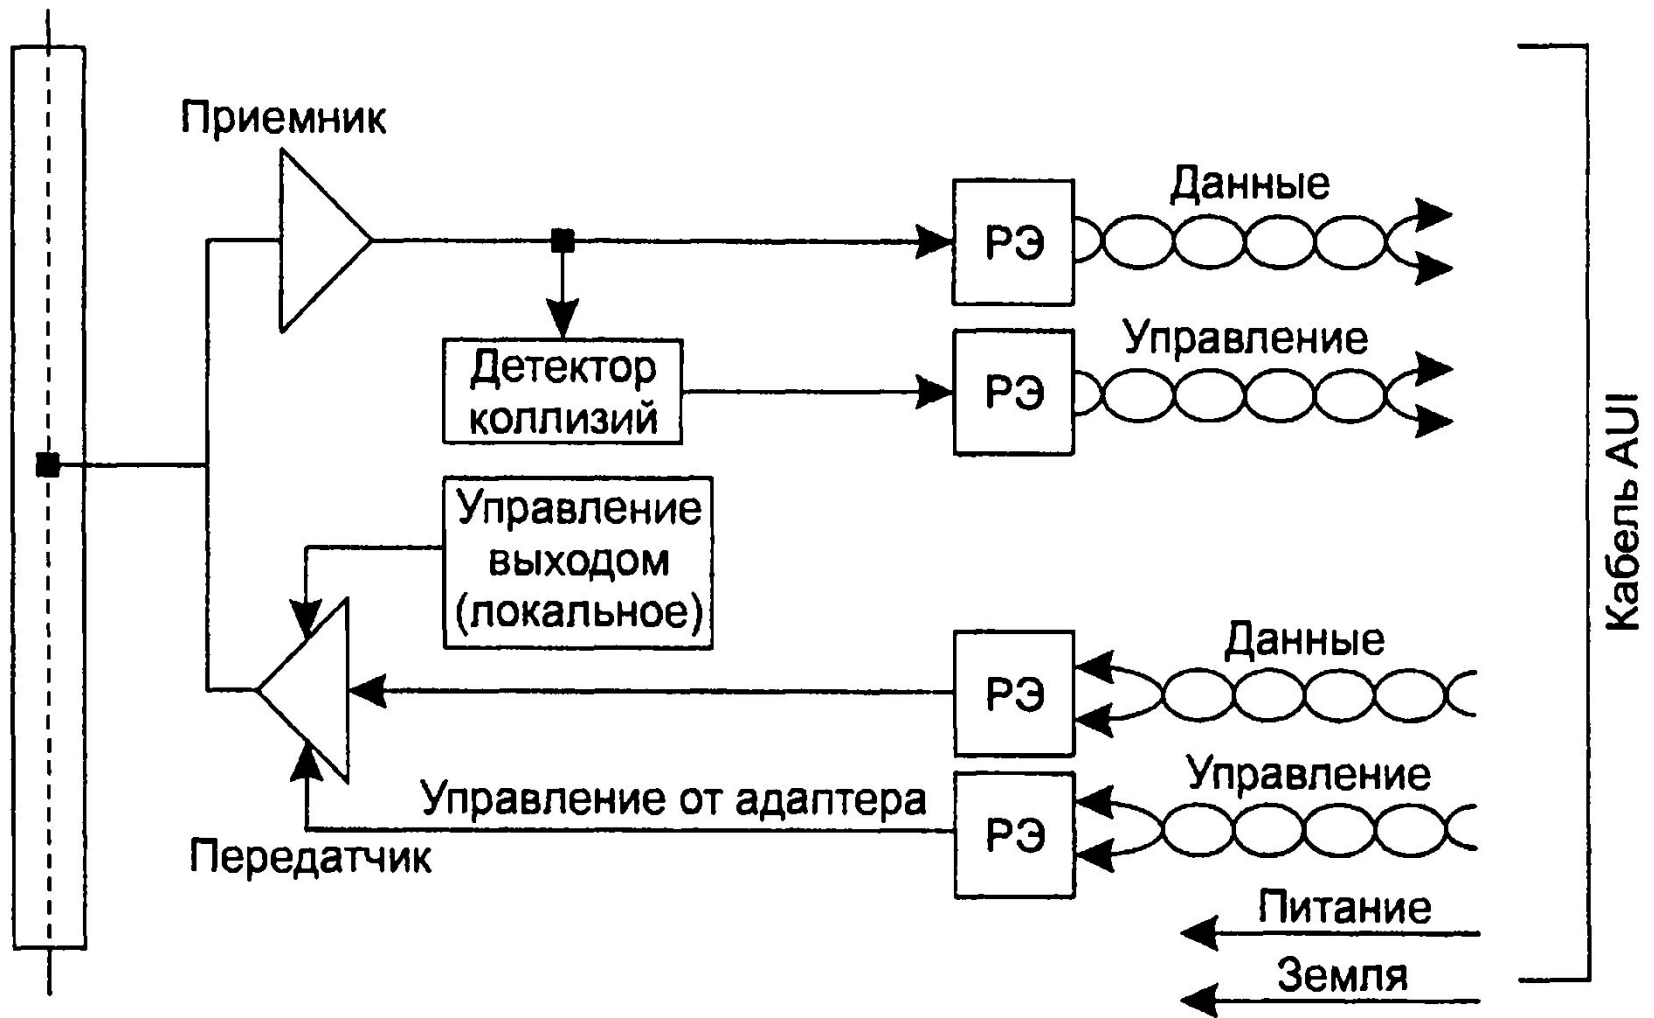 Приемник
Данные
РЭ
Управление
РЭ
Детектор
коллизий
Управление
выходом
(локальное)
Кабель AUI
Данные
РЭ
Управление
Управление от адаптера
РЭ
Передатчик
Питание
Земля